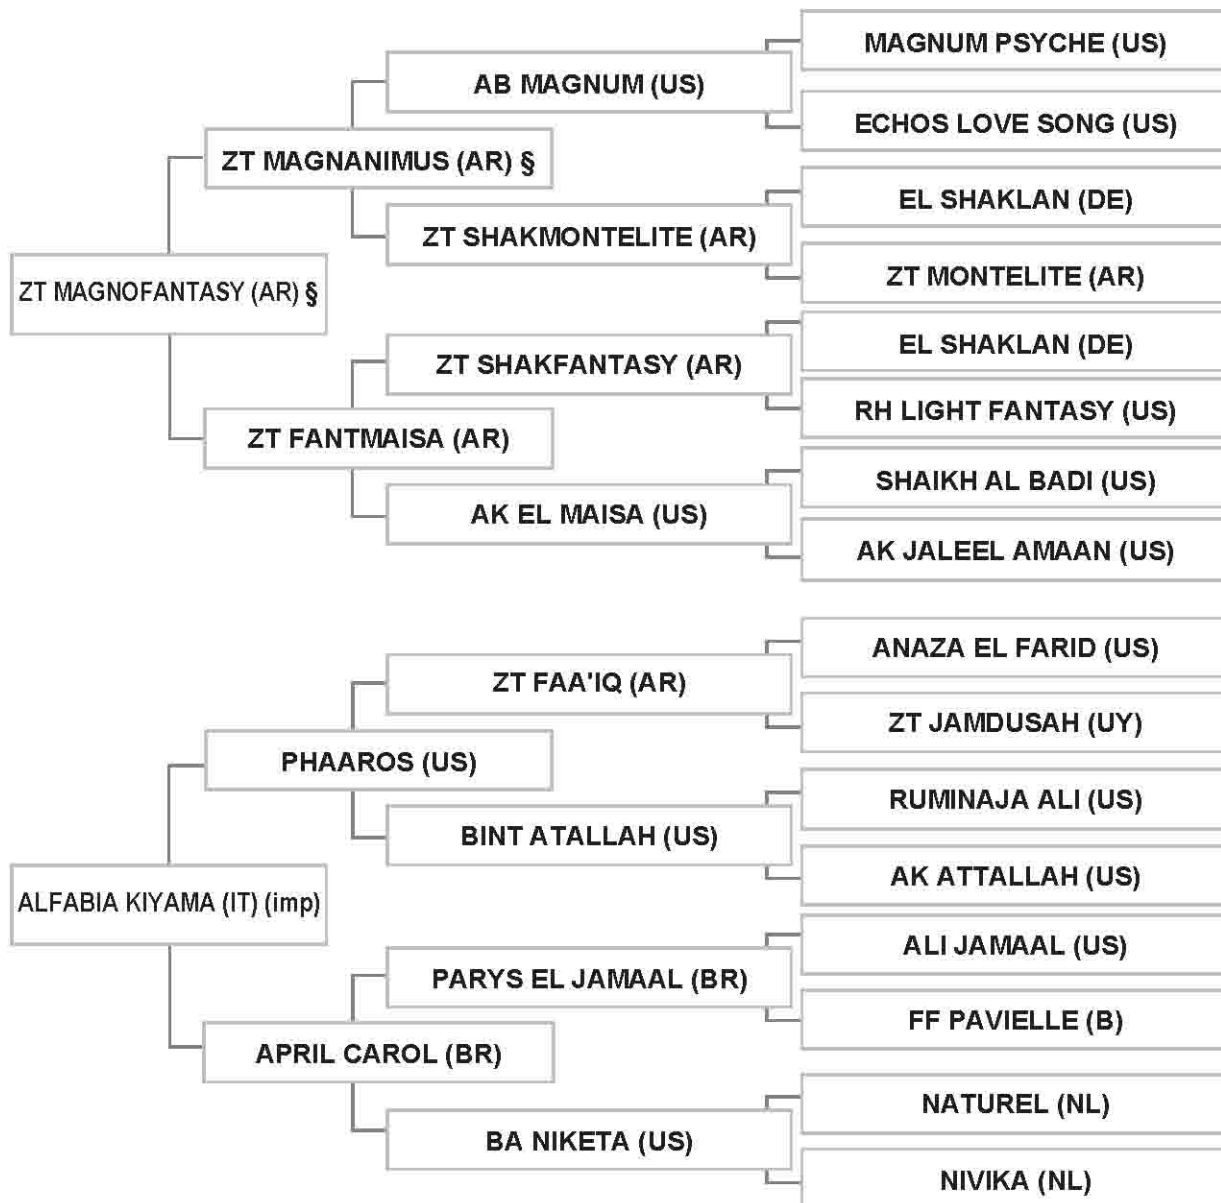 MAGNUM PSYCHE (US)
AB MAGNUM (US)
ECHOS LOVE SONG (US)
ZT MAGNANIMUS (AR) §
EL SHAKLAN (DE)
ZT SHAKMONTELITE (AR)
ZT MONTELITE (AR)
ZT MAGNOFANTASY (AR) §
EL SHAKLAN (DE)
ZT SHAKFANTASY (AR)
RH LIGHT FANTASY (US)
ZT FANTMAISA (AR)
SHAIKH AL BADI (US)
AK EL MAISA (US)
AK JALEEL AMAAN (US)
ANAZA EL FARID (US)
ZT FAA'IQ (AR)
ZT JAMDUSAH (UY)
PHAAROS (US)
RUMINAJA ALI (US)
BINT ATALLAH (US)
AK ATTALLAH (US)
ALFABIA KIYAMA (IT) (imp)
ALI JAMAAL (US)
PARYS EL JAMAAL (BR)
FF PAVIELLE (B)
APRIL CAROL (BR)
NATUREL (NL)
BA NIKETA (US)
NIVIKA (NL)